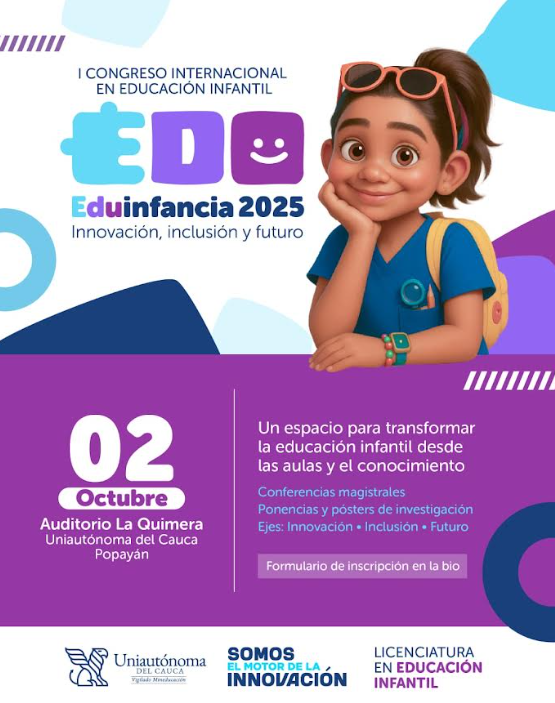 I CONGRESO INTERNACIONAL
EN EDUCACIÓN INFANTIL
EDU
Eduinfancia 2025
Innovación, inclusión y futuro
02
Octubre
Auditorio La Quimera
Uniautónoma del Cauca
Popayán
Un espacio para transformar
la educación infantil desde
las aulas y el conocimiento
Conferencias magistrales
Ponencias y pósters de investigación
Ejes: Innovación • Inclusión • Futuro
Formulario de inscripción en la bio
Uniautónoma
DEL CAUCA
Vigilada Mineducación
SOMOS
EL MOTOR DE LA
INNOVACIÓN
LICENCIATURA
EN EDUCACIÓN
INFANTIL